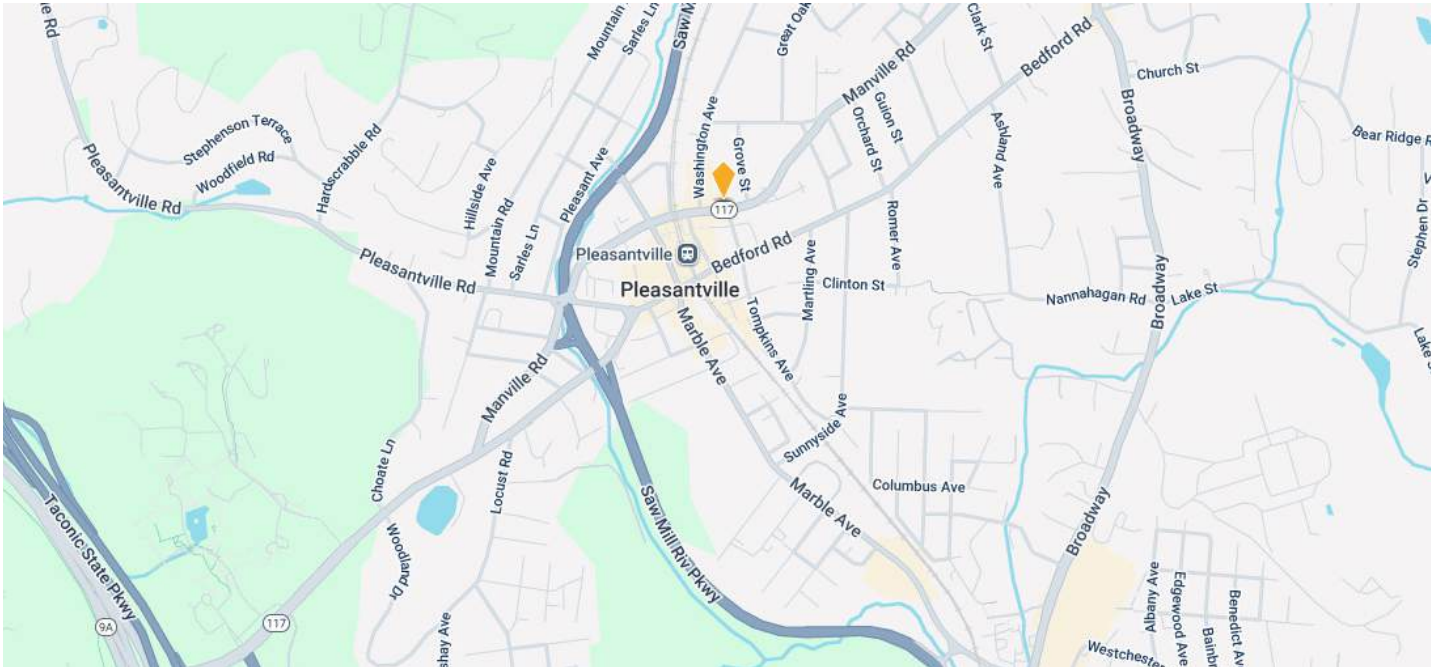 Mountain
Sarles Ln
Saw M
Great Oak
Clark St
Bedford Rd
Manville Rd
Church St
Broadway
Bear Ridge R
Stephenson Terrace
Woodfield Rd
Hardscrabble Rd
Pleasantville Rd
Hillside Ave
Pleasant Ave
Washington Ave
Grove St
Orchard St
Guion St
Ashland Ave
Stephen Dr
117
Mountain Rd
Sarles Ln
Pleasantville
Bedford Rd
Romer Ave
Pleasantville Rd
Pleasantville
Martling Ave
Clinton St
Nannahagan Rd
Lake St
Broadway
Marble Ave
Tompkins Ave
Manville Rd
Sunnyside Ave
Choate Ln
Locust Rd
Columbus Ave
Marble Ave
Saw Mill Riv Pkwy
Broadway
Taconic State Pkwy
Woodland Dr
9A
117
shay Ave
Albany Ave
Edgewood Ave
Benedict Av
Bainb
Westchester